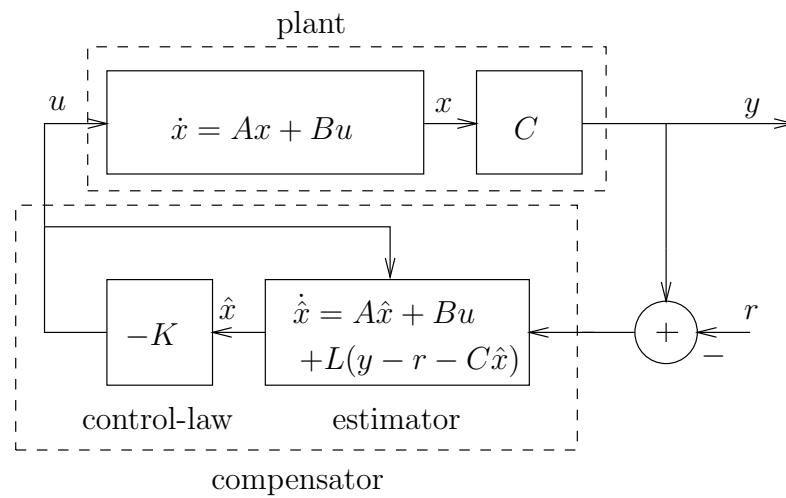 plant
u
ẋ = Ax + Bu
x
C
y
-K
x̂
x̂̇ = Ax̂ + Bu
+L(y − r − Cx̂)
+
r
−
control-law
estimator
compensator